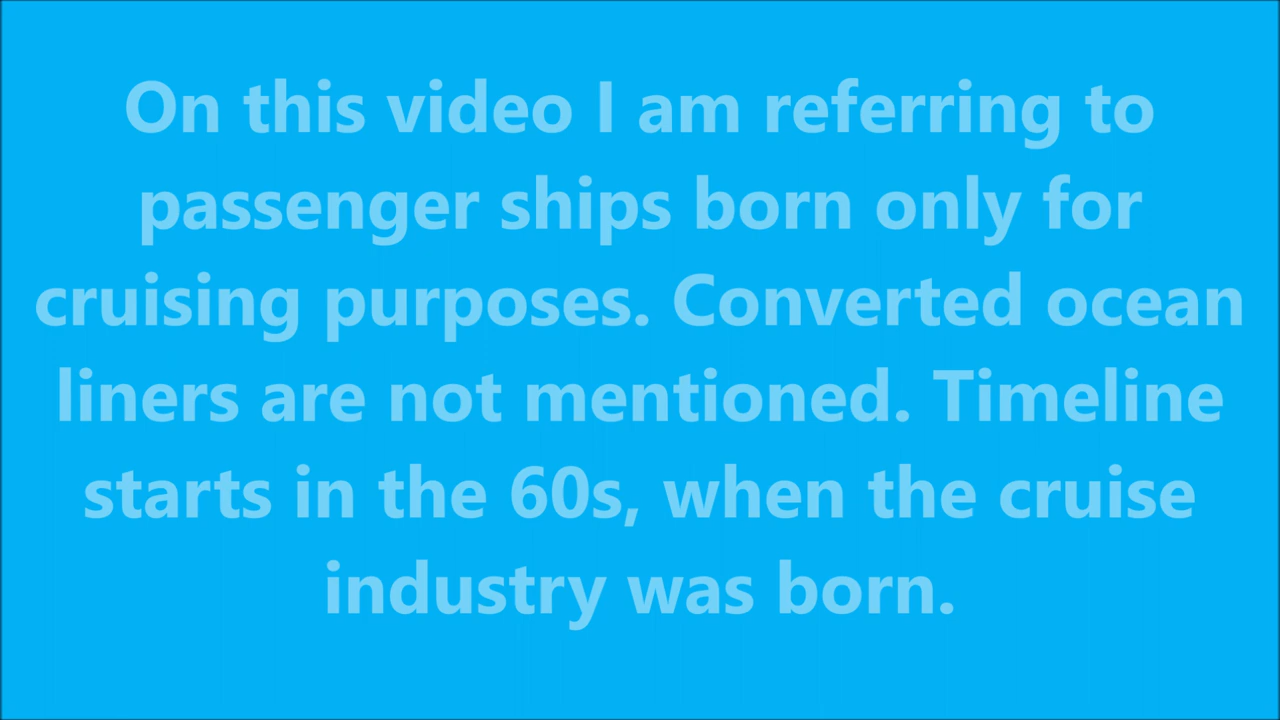 On this video I am referring to
passenger ships born only for
cruising purposes. Converted ocean
liners are not mentioned. Timeline
starts in the 60s, when the cruise
industry was born.